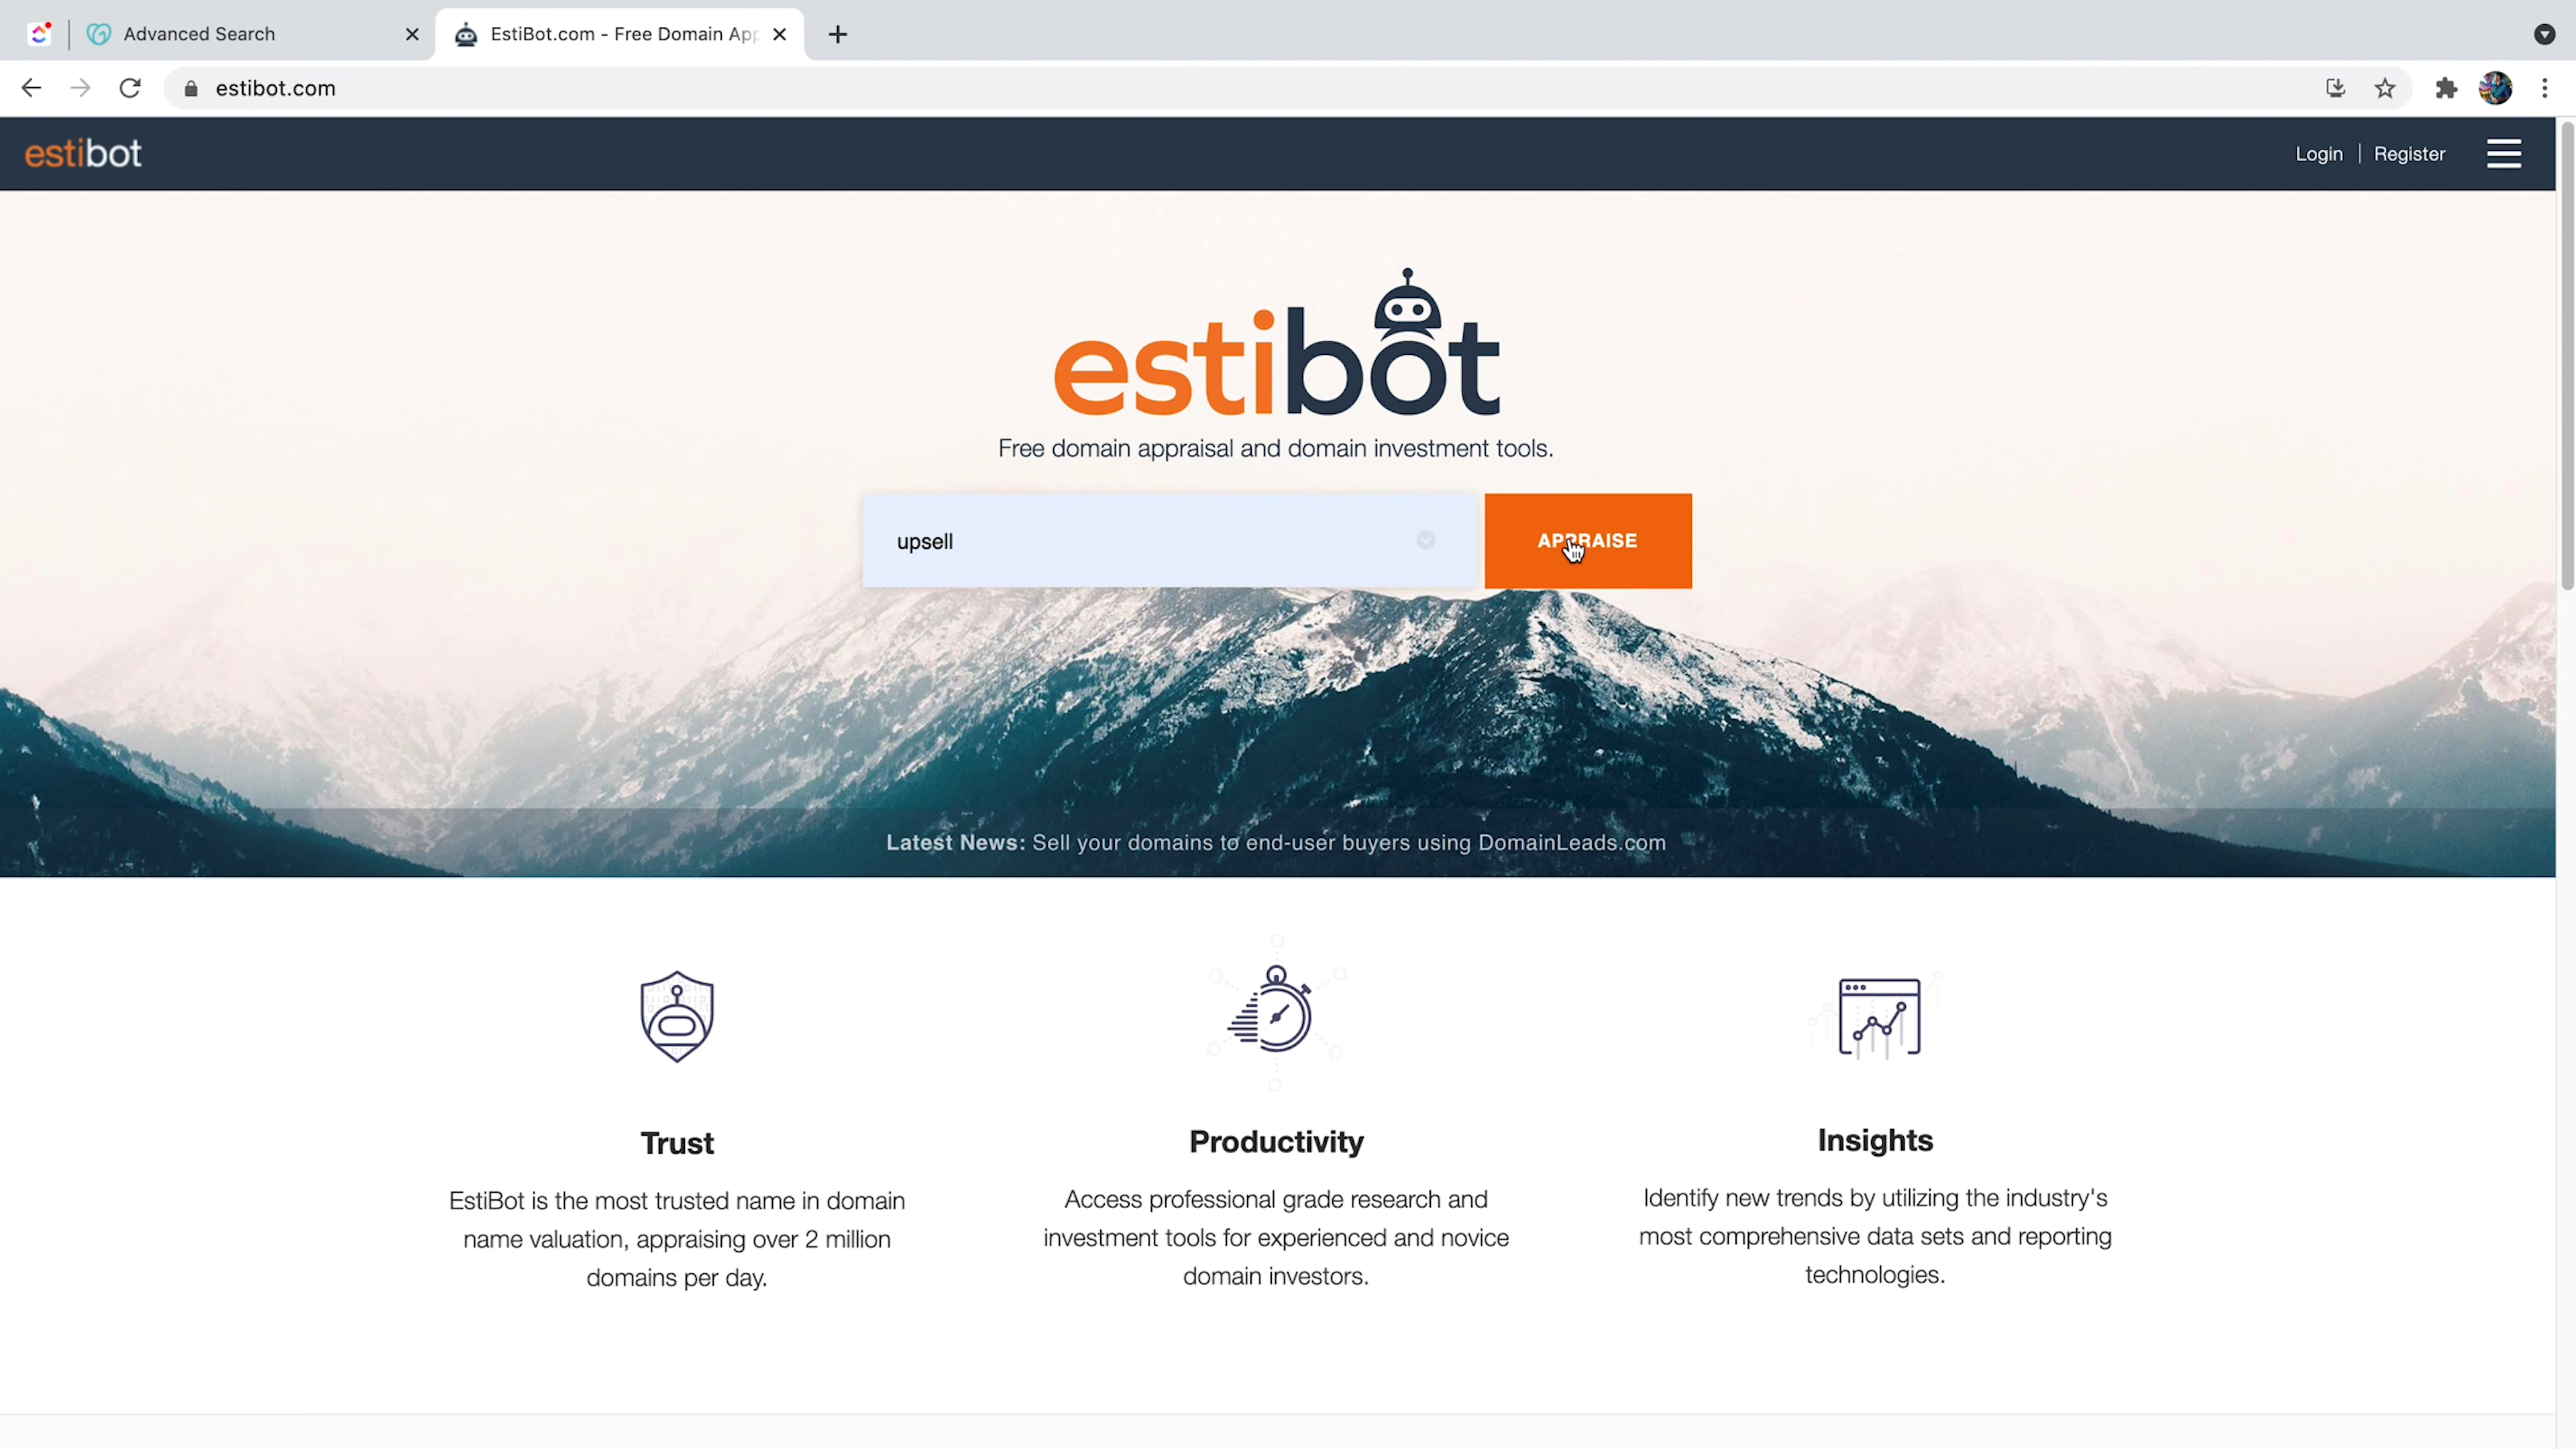 Advanced Search
EstiBot.com - Free Domain App
estibot.com
estibot
Login | Register
estibot
Free domain appraisal and domain investment tools.
upsell
APPRAISE
Latest News: Sell your domains to end-user buyers using DomainLeads.com
Trust
EstiBot is the most trusted name in domain
name valuation, appraising over 2 million
domains per day.
Productivity
Access professional grade research and
investment tools for experienced and novice
domain investors.
Insights
Identify new trends by utilizing the industry's
most comprehensive data sets and reporting
technologies.